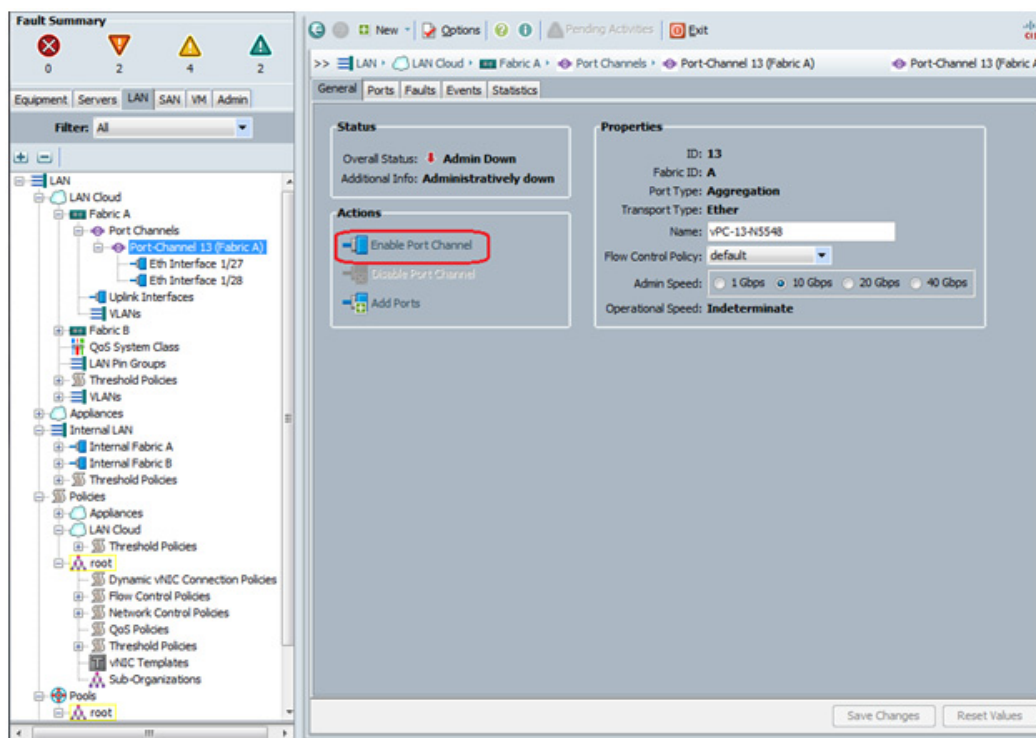 Fault Summary
0 2 4 2
Equipment Servers LAN SAN VM Admin
Filter: All
LAN
LAN Cloud
Fabric A
Port Channels
Port-Channel 13 (Fabric A)
Eth Interface 1/27
Eth Interface 1/28
Uplink Interfaces
VLANs
Fabric B
QoS System Class
LAN Pin Groups
Threshold Policies
VLANs
Appliances
Internal LAN
Internal Fabric A
Internal Fabric B
Threshold Policies
Policies
Appliances
LAN Cloud
Threshold Policies
root
Dynamic vNIC Connection Policies
Flow Control Policies
Network Control Policies
QoS Policies
Threshold Policies
vNIC Templates
Sub-Organizations
Pools
root
New Options Pending Activities Exit
>> LAN LAN Cloud Fabric A Port Channels Port-Channel 13 (Fabric A) Port-Channel 13 (Fabric A
General Ports Faults Events Statistics
Status
Overall Status: Admin Down
Additional Info: Administratively down
Actions
Enable Port Channel
Disable Port Channel
Add Ports
Properties
ID: 13
Fabric ID: A
Port Type: Aggregation
Transport Type: Ether
Name: vPC-13-N5548
Flow Control Policy: default
Admin Speed: 1 Gbps 10 Gbps 20 Gbps 40 Gbps
Operational Speed: Indeterminate
Save Changes Reset Values